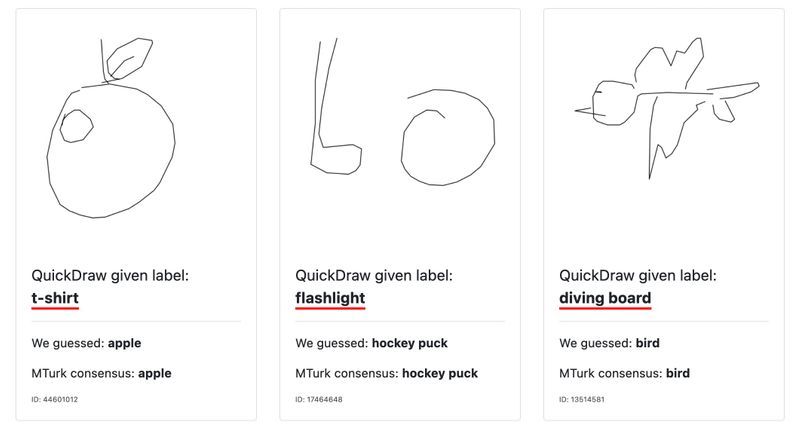 QuickDraw given label:
t-shirt
We guessed: apple
MTurk consensus: apple
ID: 44601012
QuickDraw given label:
flashlight
We guessed: hockey puck
MTurk consensus: hockey puck
ID: 17464648
QuickDraw given label:
diving board
We guessed: bird
MTurk consensus: bird
ID: 13514581